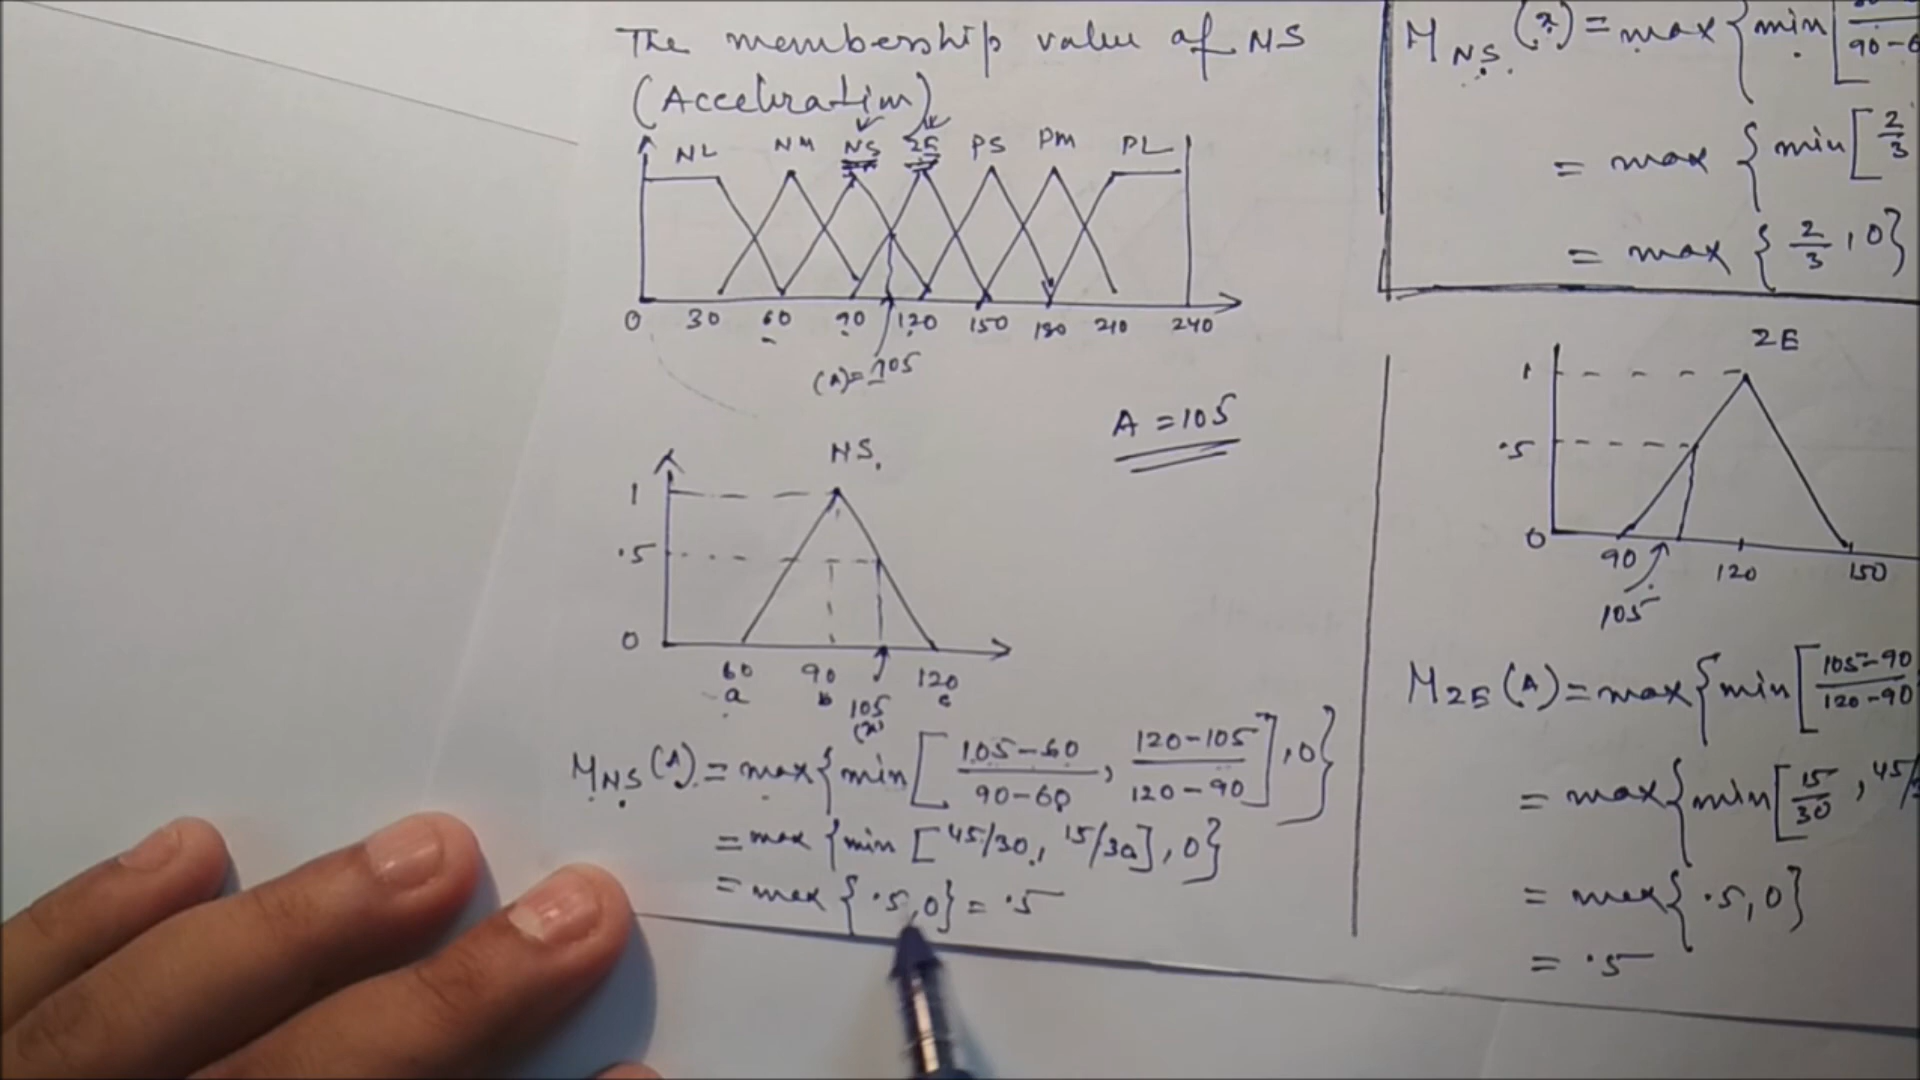 The membership value of NS
(Acceleratim)
NL NM NS ZE PS PM PL
0 30 60 90 120 150 180 210 240
(A)=105
A = 105
NS
1
.5
0
60 90 120
a b c
105
(x)
MNS (A) = max{min[105-60/90-60, 120-105/120-90], 0}
= max {min [45/30, 15/30], 0}
= max {.5, 0} = .5
MNS (x) = max{min[
90-6
= max {min[2/3
= max {2/3, 0}
ZE
1
.5
0
90 120 150
105
MZE (A) = max{min[105-90/120-90
= max{min[15/30, 45/
= max{.5, 0}
= .5